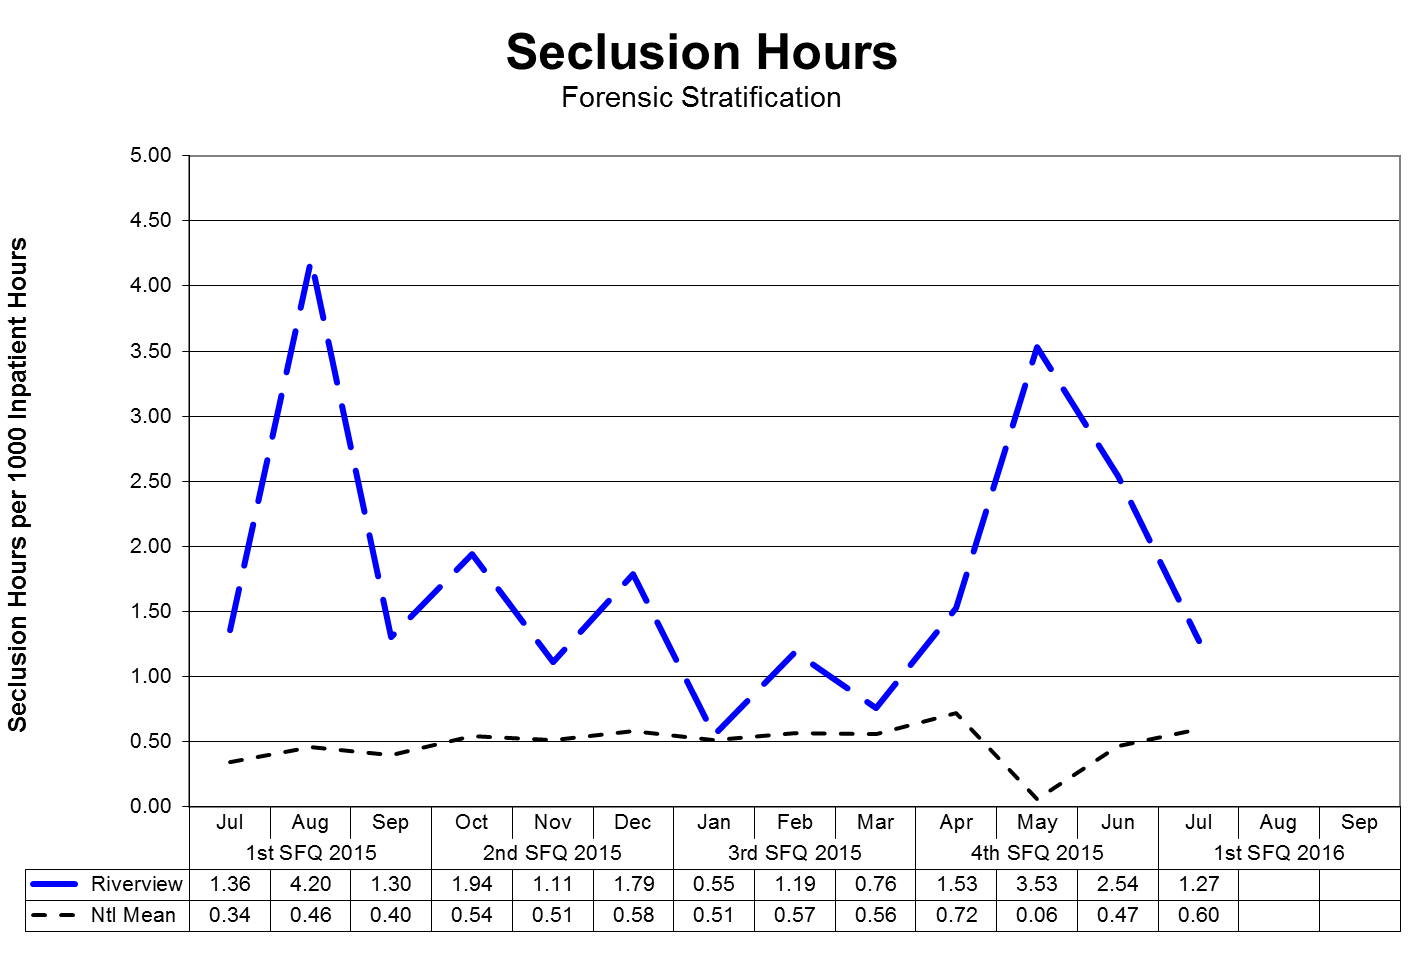 Seclusion Hours
Forensic Stratification
Seclusion Hours per 1000 Inpatient Hours
5.00
4.50
4.00
3.50
3.00
2.50
2.00
1.50
1.00
0.50
0.00
Jul Aug Sep Oct Nov Dec Jan Feb Mar Apr May Jun Jul Aug Sep
1st SFQ 2015 2nd SFQ 2015 3rd SFQ 2015 4th SFQ 2015 1st SFQ 2016
Riverview 1.36 4.20 1.30 1.94 1.11 1.79 0.55 1.19 0.76 1.53 3.53 2.54 1.27
Ntl Mean 0.34 0.46 0.40 0.54 0.51 0.58 0.51 0.57 0.56 0.72 0.06 0.47 0.60